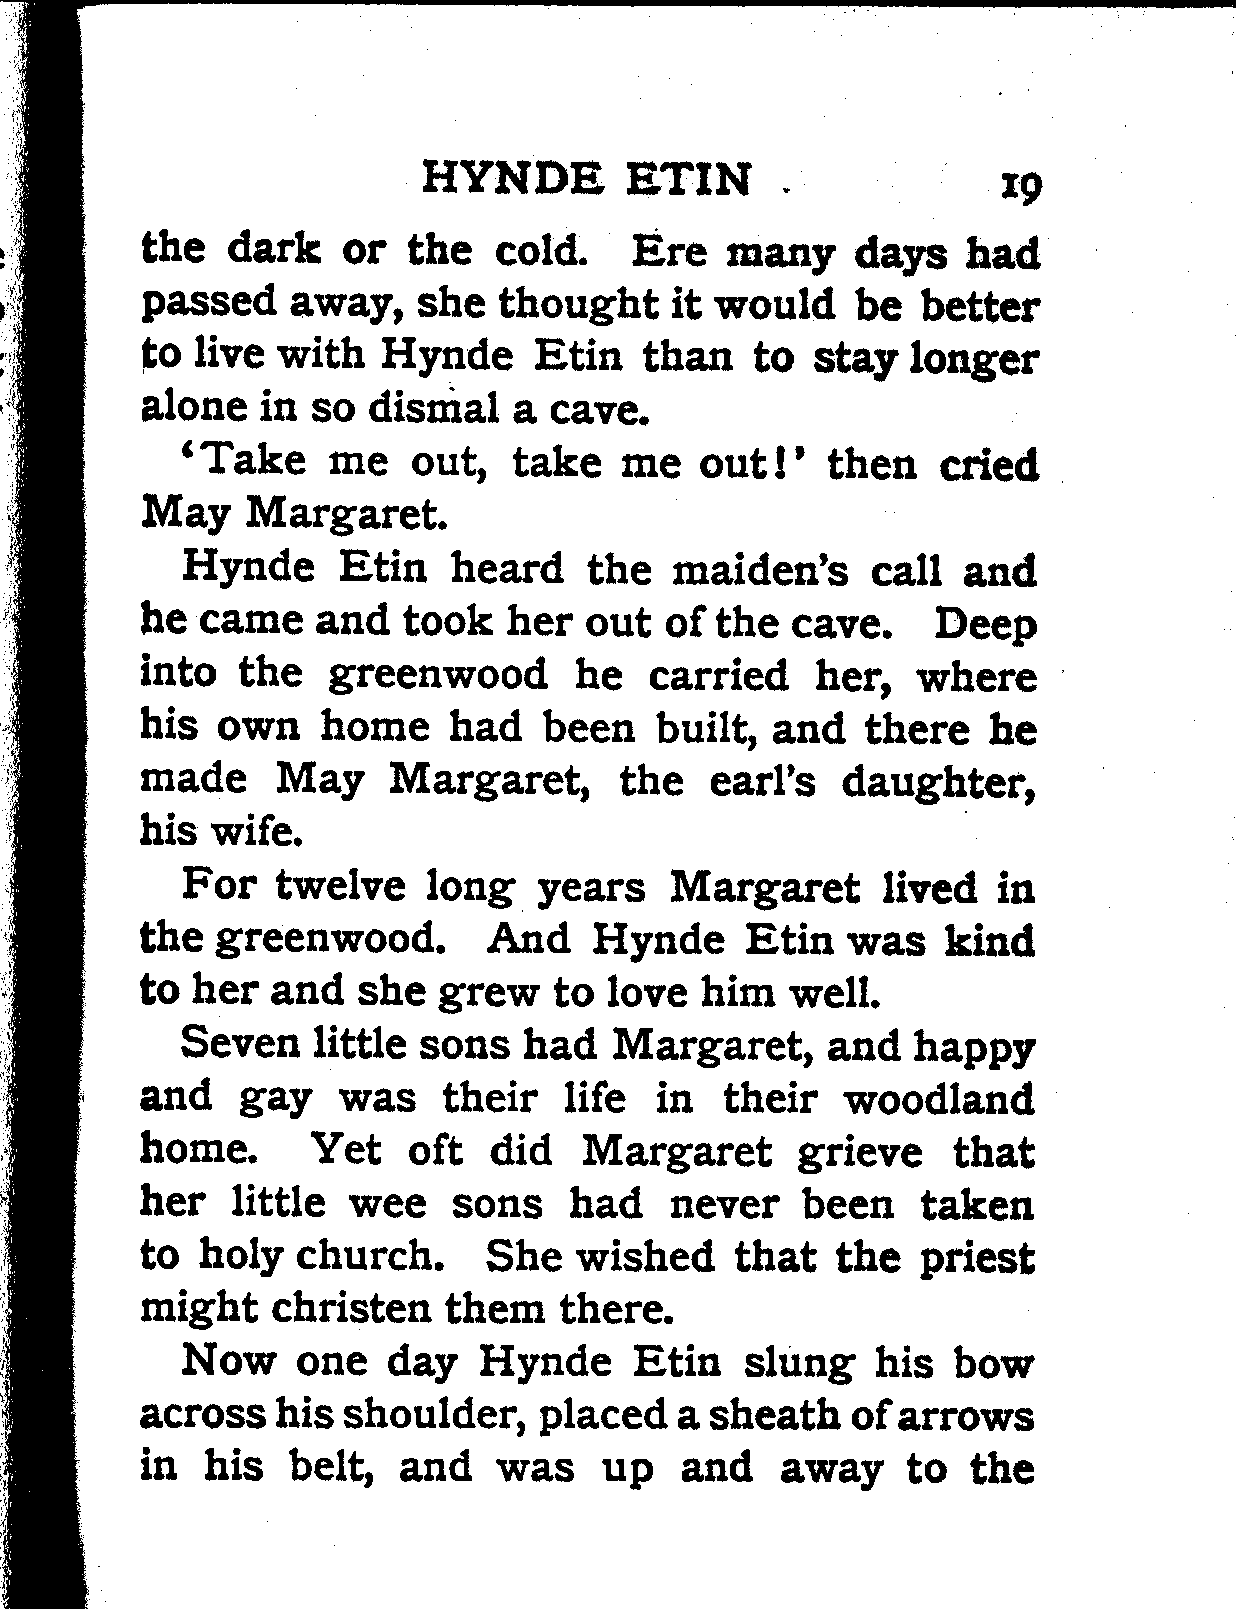 HYNDE ETIN 19
the dark or the cold. Ere many days had
passed away, she thought it would be better
to live with Hynde Etin than to stay longer
alone in so dismal a cave.
‘Take me out, take me out!’ then cried
May Margaret.
Hynde Etin heard the maiden’s call and
he came and took her out of the cave. Deep
into the greenwood he carried her, where
his own home had been built, and there he
made May Margaret, the earl’s daughter,
his wife.
For twelve long years Margaret lived in
the greenwood. And Hynde Etin was kind
to her and she grew to love him well.
Seven little sons had Margaret, and happy
and gay was their life in their woodland
home. Yet oft did Margaret grieve that
her little wee sons had never been taken
to holy church. She wished that the priest
might christen them there.
Now one day Hynde Etin slung his bow
across his shoulder, placed a sheath of arrows
in his belt, and was up and away to the